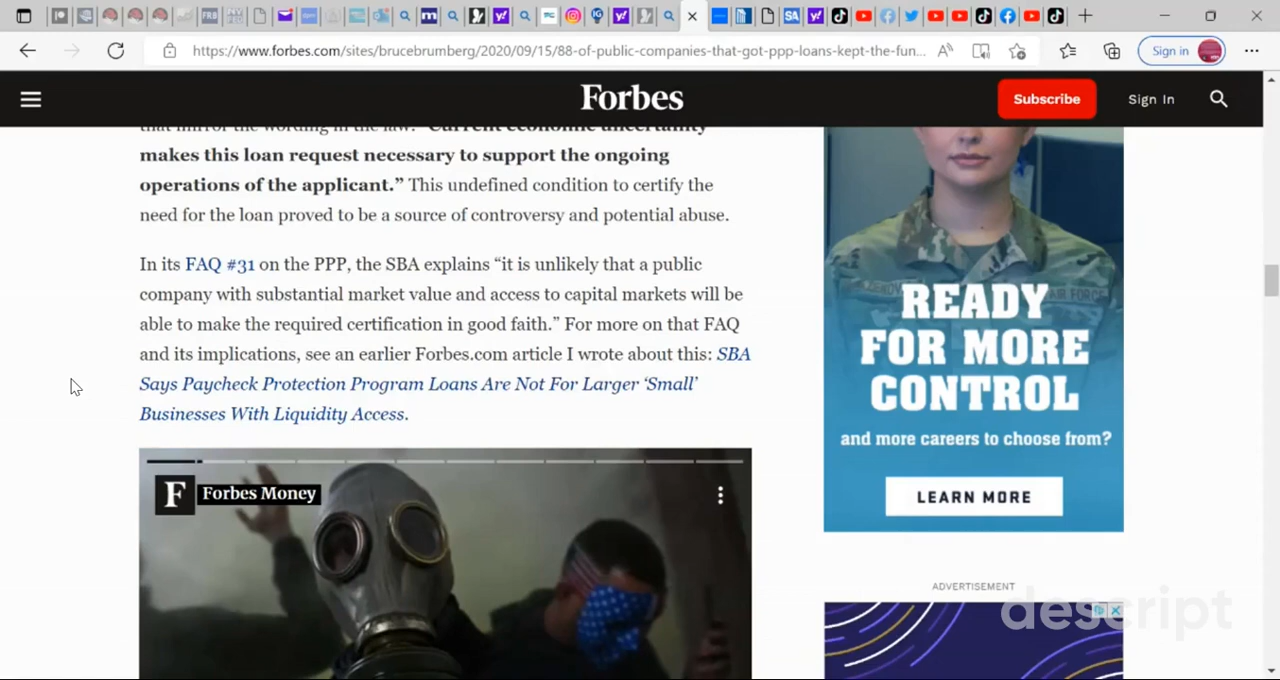 https://www.forbes.com/sites/brucebrumberg/2020/09/15/88-of-public-companies-that-got-ppp-loans-kept-the-fun...
Sign in
Forbes
Subscribe
Sign In
that mirror the wording in the law: "Current economic uncertainty
makes this loan request necessary to support the ongoing
operations of the applicant.” This undefined condition to certify the
need for the loan proved to be a source of controversy and potential abuse.
In its FAQ #31 on the PPP, the SBA explains “it is unlikely that a public
company with substantial market value and access to capital markets will be
able to make the required certification in good faith.” For more on that FAQ
and its implications, see an earlier Forbes.com article I wrote about this: SBA
Says Paycheck Protection Program Loans Are Not For Larger ‘Small’
Businesses With Liquidity Access.
F
Forbes Money
AIR FORCE
READY
FOR MORE
CONTROL
and more careers to choose from?
LEARN MORE
ADVERTISEMENT
descript